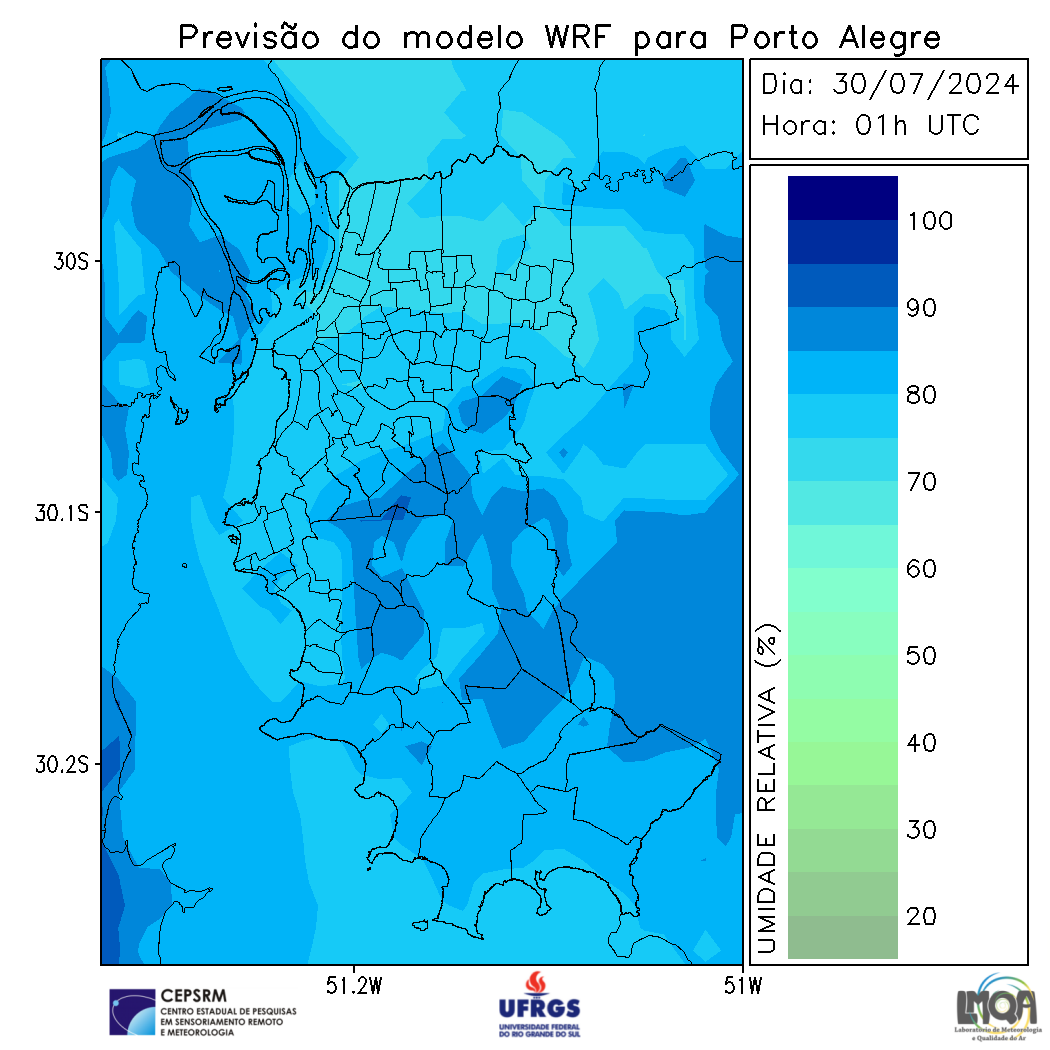 Previsão do modelo WRF para Porto Alegre
Dia: 30/07/2024
Hora: 01h UTC
30S
30.1S
30.2S
51.2W
51W
100
90
80
70
60
50
40
30
20
UMIDADE RELATIVA (%)
CEPSRM
CENTRO ESTADUAL DE PESQUISAS
EM SENSORIAMENTO REMOTO
E METEOROLOGIA
UFRGS
UNIVERSIDADE FEDERAL
DO RIO GRANDE DO SUL
LMQA
Laboratório de Meteorologia
e Qualidade do Ar